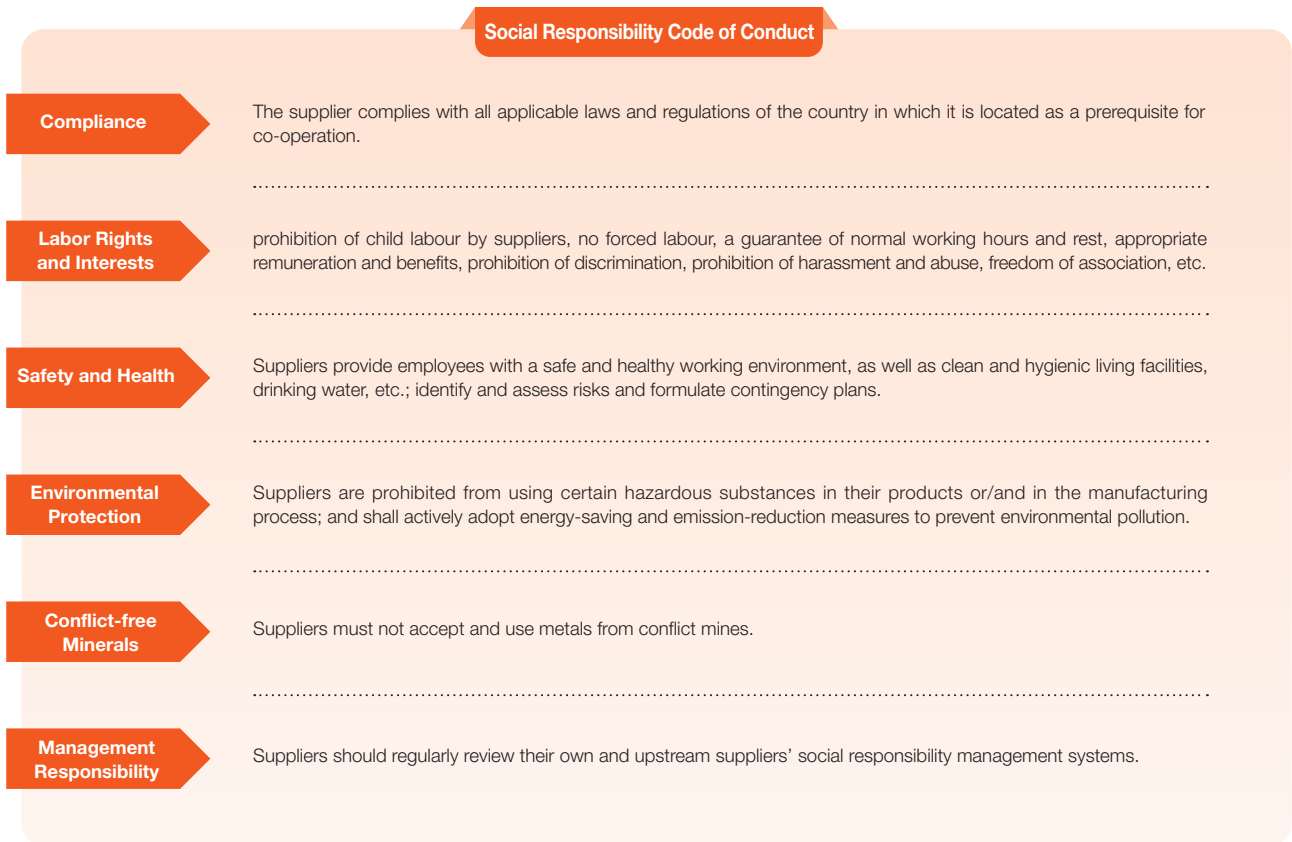 Social Responsibility Code of Conduct
Compliance
The supplier complies with all applicable laws and regulations of the country in which it is located as a prerequisite for
co-operation.
Labor Rights
and Interests
prohibition of child labour by suppliers, no forced labour, a guarantee of normal working hours and rest, appropriate
remuneration and benefits, prohibition of discrimination, prohibition of harassment and abuse, freedom of association, etc.
Safety and Health
Suppliers provide employees with a safe and healthy working environment, as well as clean and hygienic living facilities,
drinking water, etc.; identify and assess risks and formulate contingency plans.
Environmental
Protection
Suppliers are prohibited from using certain hazardous substances in their products or/and in the manufacturing
process; and shall actively adopt energy-saving and emission-reduction measures to prevent environmental pollution.
Conflict-free
Minerals
Suppliers must not accept and use metals from conflict mines.
Management
Responsibility
Suppliers should regularly review their own and upstream suppliers’ social responsibility management systems.